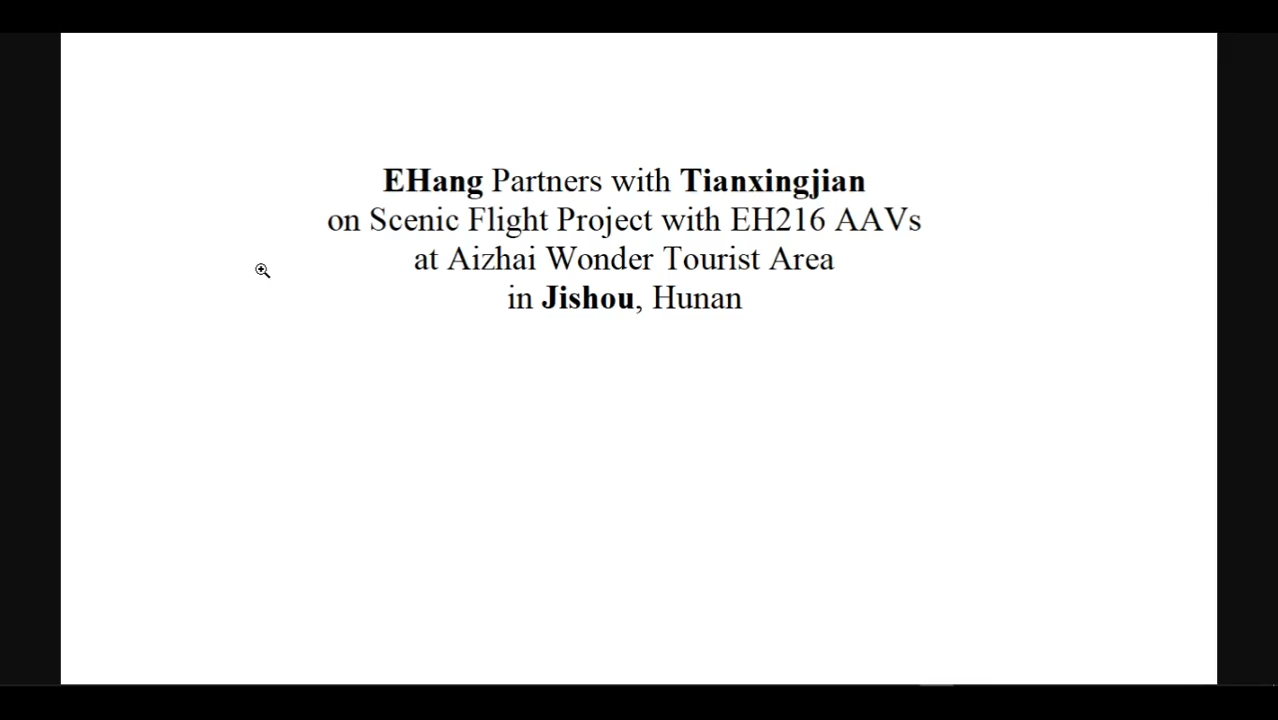 EHang Partners with Tianxingjian
on Scenic Flight Project with EH216 AAVs
at Aizhai Wonder Tourist Area
in Jishou, Hunan